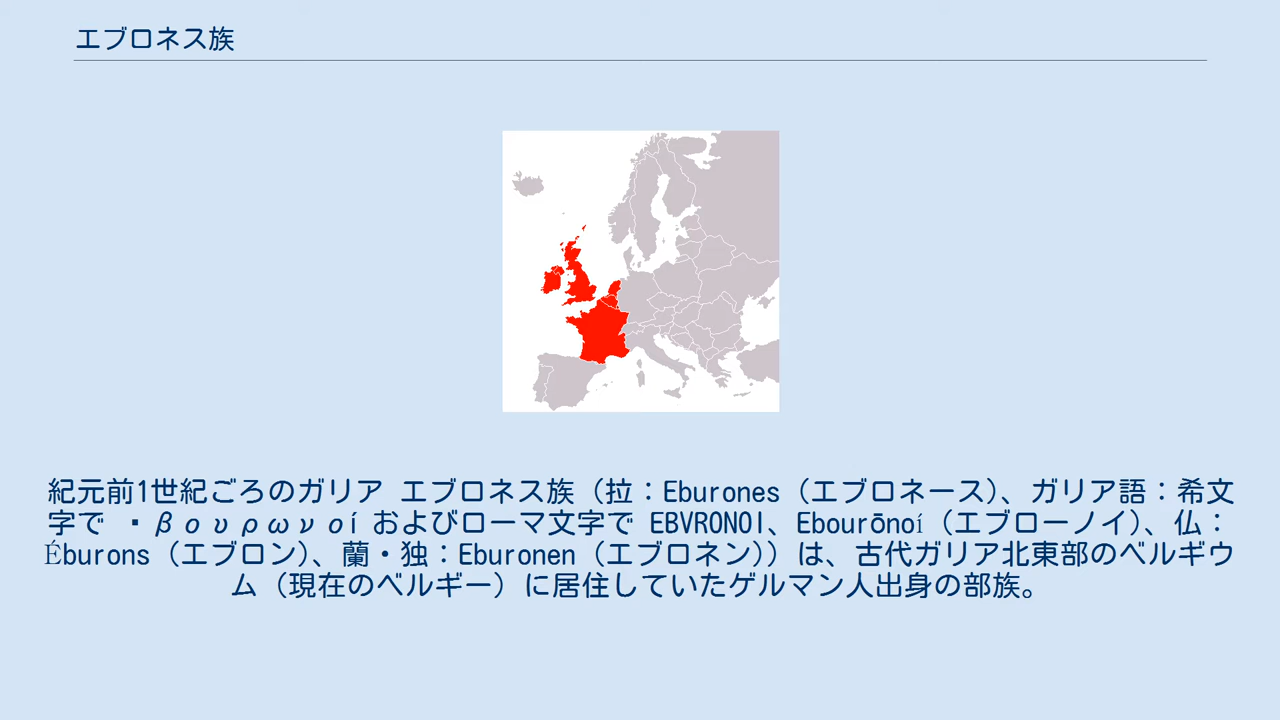 エブロネス族
紀元前1世紀ごろのガリア エブロネス族（拉：Eburones（エブロネース）、ガリア語：希文
字で ･βουρωνοí およびローマ文字で EBVRONOI、Ebourōnoí（エブローノイ）、仏：
Éburons（エブロン）、蘭・独：Eburonen（エブロネン））は、古代ガリア北東部のベルギウ
ム（現在のベルギー）に居住していたゲルマン人出身の部族。